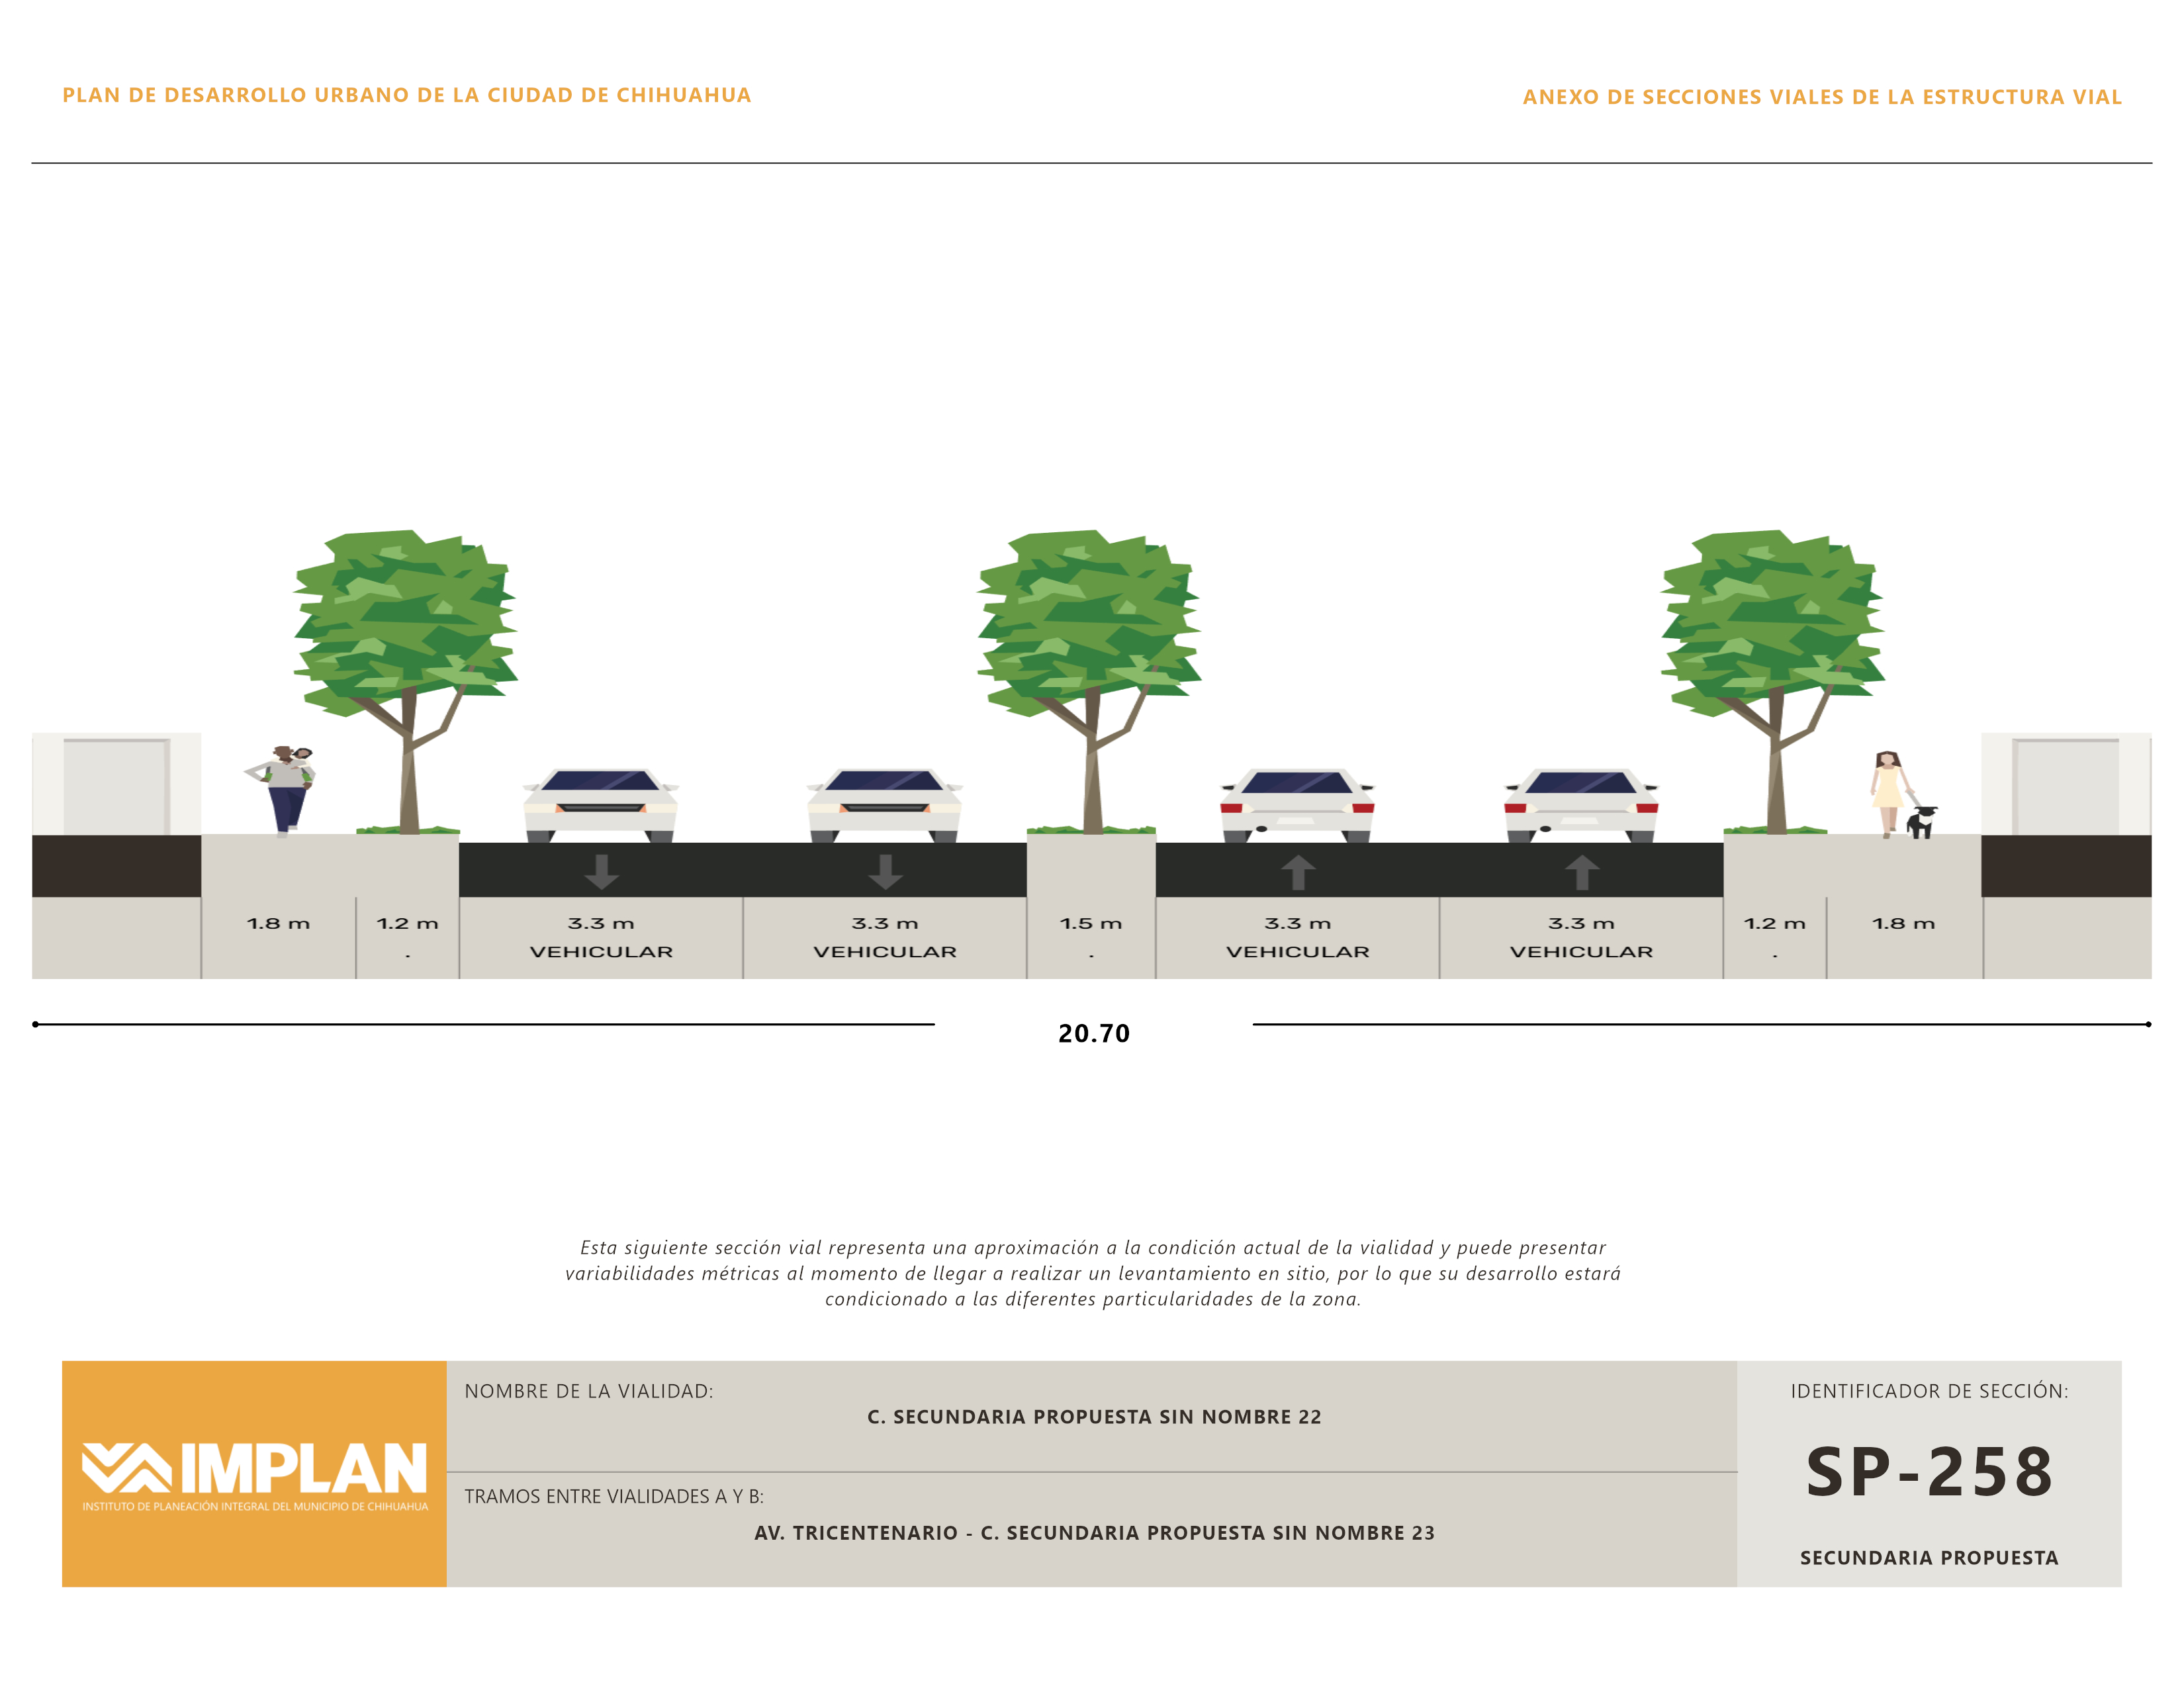 PLAN DE DESARROLLO URBANO DE LA CIUDAD DE CHIHUAHUA
ANEXO DE SECCIONES VIALES DE LA ESTRUCTURA VIAL
1.8 m 1.2 m 3.3 m 3.3 m 1.5 m 3.3 m 3.3 m 1.2 m 1.8 m
. VEHICULAR VEHICULAR . VEHICULAR VEHICULAR .
20.70
Esta siguiente sección vial representa una aproximación a la condición actual de la vialidad y puede presentar
variabilidades métricas al momento de llegar a realizar un levantamiento en sitio, por lo que su desarrollo estará
condicionado a las diferentes particularidades de la zona.
IMPLAN
INSTITUTO DE PLANEACIÓN INTEGRAL DEL MUNICIPIO DE CHIHUAHUA
NOMBRE DE LA VIALIDAD:
C. SECUNDARIA PROPUESTA SIN NOMBRE 22
TRAMOS ENTRE VIALIDADES A Y B:
AV. TRICENTENARIO - C. SECUNDARIA PROPUESTA SIN NOMBRE 23
IDENTIFICADOR DE SECCIÓN:
SP-258
SECUNDARIA PROPUESTA